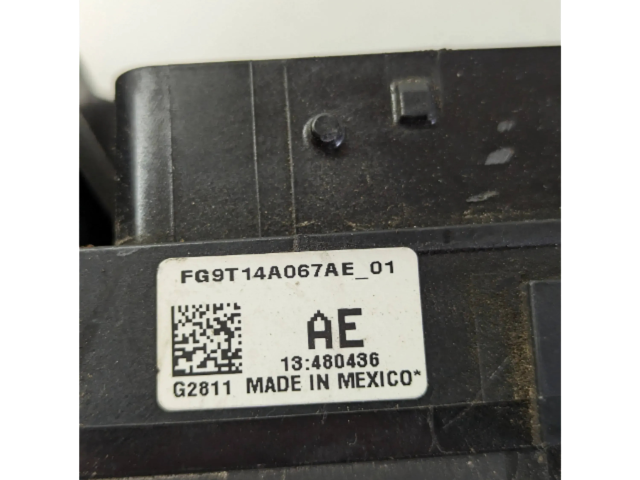 FG9T14A067AE_01
AE
13:480436
G2811 MADE IN MEXICO*